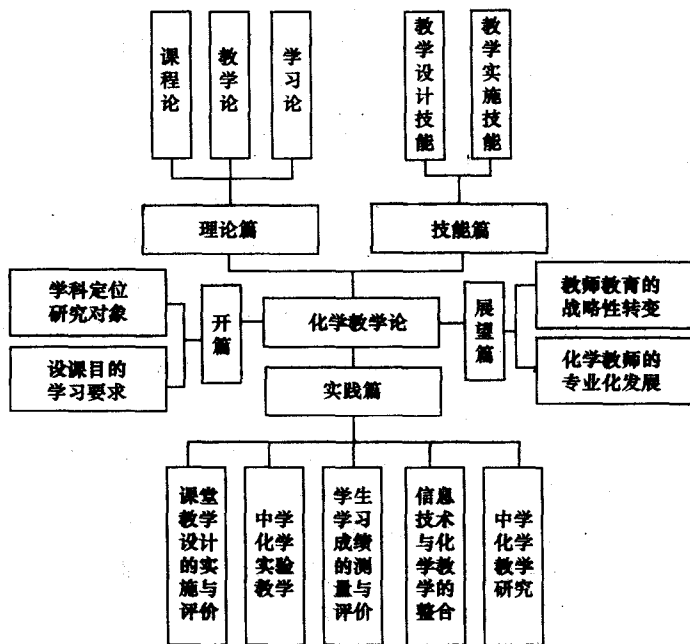 课程论
教学论
学习论
教学设计技能
教学实施技能
理论篇
技能篇
学科定位
研究对象
设课目的
学习要求
开篇
化学教学论
展望篇
教师教育的
战略性转变
化学教师的
专业化发展
实践篇
课堂
教学
设计
的实
施与
评价
中学
化学
实验
教学
学生
学习
成绩
的测
量与
评价
信息
技术
与化
学教
学的
整合
中学
化学
教学
研究